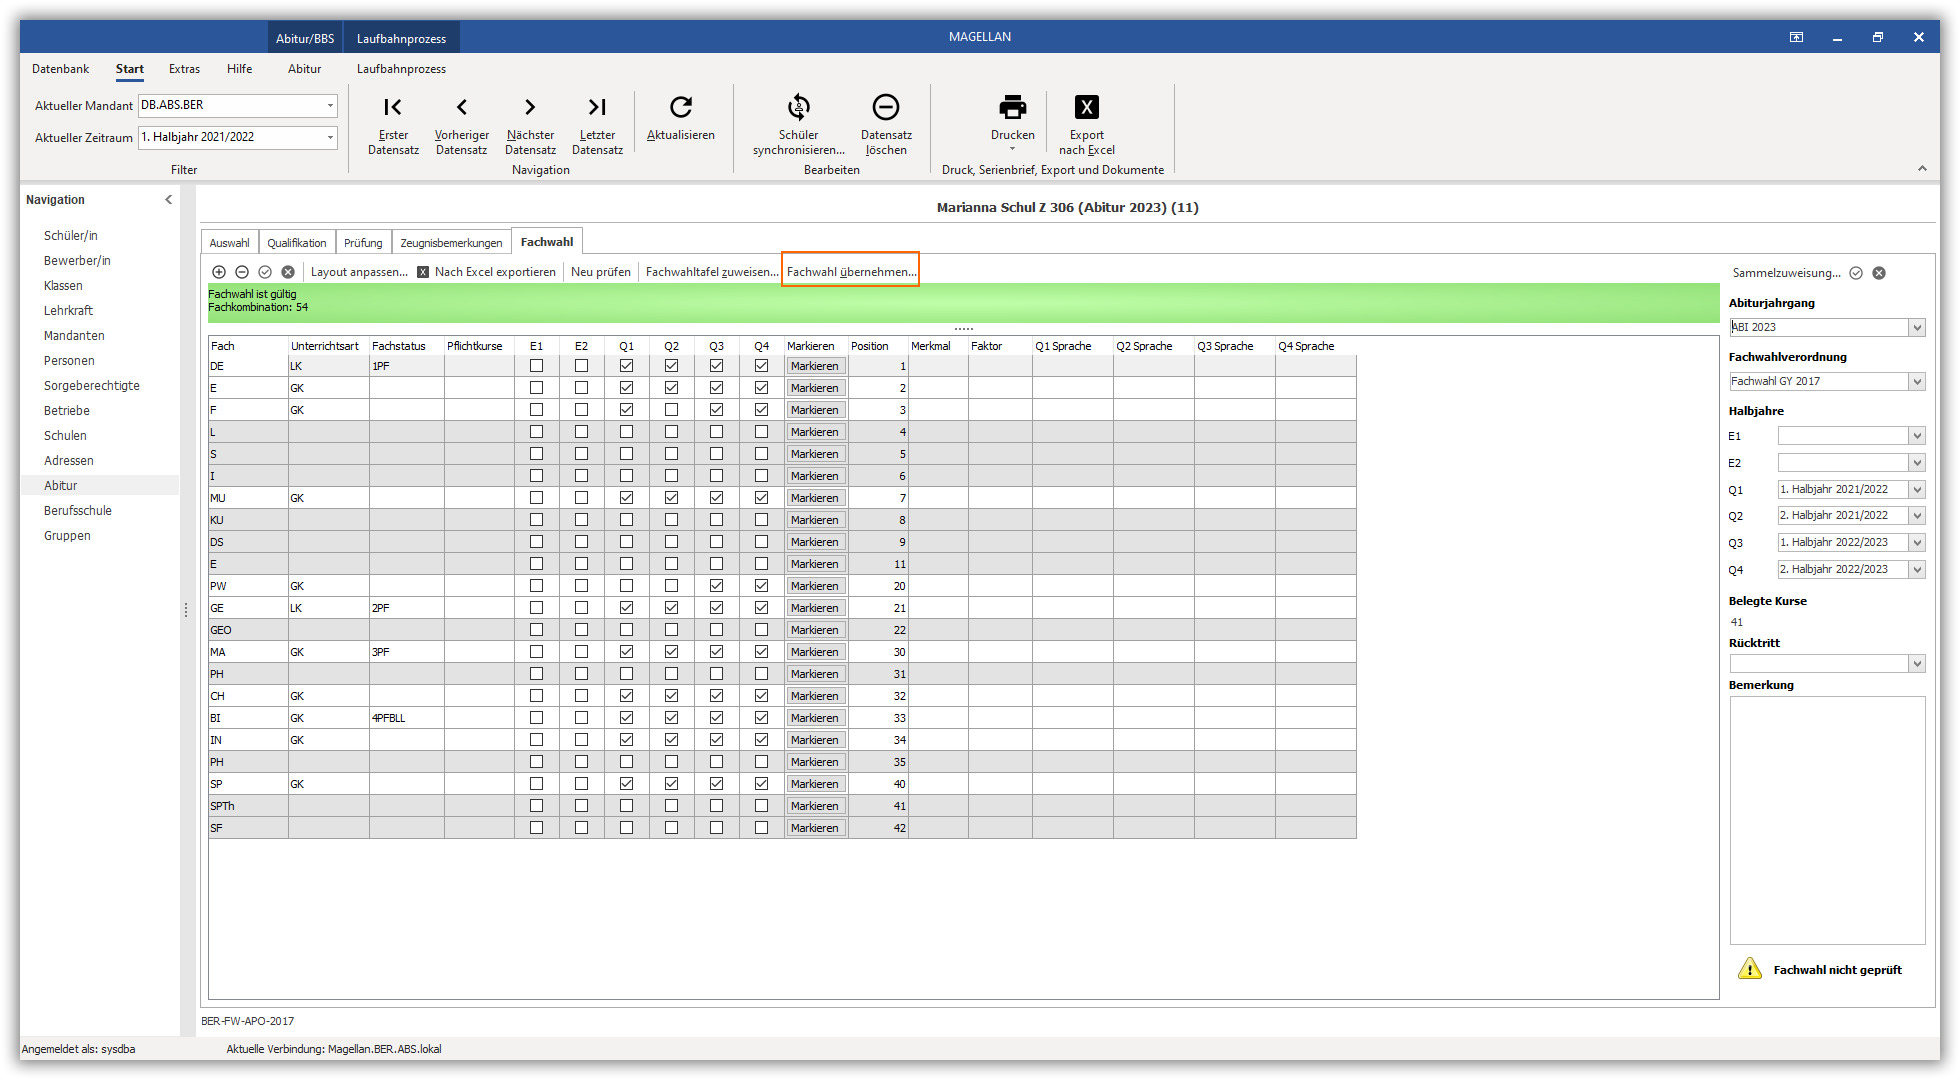 Abitur/BBS Laufbahnprozess MAGELLAN
Datenbank Start Extras Hilfe Abitur Laufbahnprozess
Aktueller Mandant DB.ABS.BER
Aktueller Zeitraum 1. Halbjahr 2021/2022
Filter
Erster Datensatz
Vorheriger Datensatz
Nächster Datensatz
Letzter Datensatz
Aktualisieren
Navigation
Schüler synchronisieren...
Datensatz löschen
Bearbeiten
Drucken
Export nach Excel
Druck, Serienbrief, Export und Dokumente
Navigation
Schüler/in
Bewerber/in
Klassen
Lehrkraft
Mandanten
Personen
Sorgeberechtigte
Betriebe
Schulen
Adressen
Abitur
Berufsschule
Gruppen
Marianna Schul Z 306 (Abitur 2023) (11)
Auswahl Qualifikation Prüfung Zeugnisbemerkungen Fachwahl
Layout anpassen... X Nach Excel exportieren Neu prüfen Fachwahltafel zuweisen... Fachwahl übernehmen...
Fachwahl ist gültig
Fachkombination: 54
Fach Unterrichtsart Fachstatus Pflichtkurse E1 E2 Q1 Q2 Q3 Q4 Markieren Position Merkmal Faktor Q1 Sprache Q2 Sprache Q3 Sprache Q4 Sprache
DE LK 1PF Markieren 1
E GK Markieren 2
F GK Markieren 3
L Markieren 4
S Markieren 5
I Markieren 6
MU GK Markieren 7
KU Markieren 8
DS Markieren 9
E Markieren 11
PW GK Markieren 20
GE LK 2PF Markieren 21
GEO Markieren 22
MA GK 3PF Markieren 30
PH Markieren 31
CH GK Markieren 32
BI GK 4PFBLL Markieren 33
IN GK Markieren 34
PH Markieren 35
SP GK Markieren 40
SPTh Markieren 41
SF Markieren 42
Sammelzuweisung...
Abiturjahrgang
ABI 2023
Fachwahlverordnung
Fachwahl GY 2017
Halbjahre
E1
E2
Q1 1. Halbjahr 2021/2022
Q2 2. Halbjahr 2021/2022
Q3 1. Halbjahr 2022/2023
Q4 2. Halbjahr 2022/2023
Belegte Kurse
41
Rücktritt
Bemerkung
Fachwahl nicht geprüft
BER-FW-APO-2017
Angemeldet als: sysdba Aktuelle Verbindung: Magellan.BER.ABS.lokal